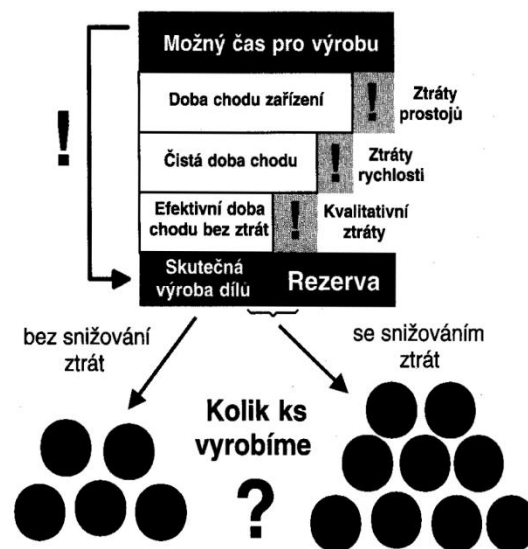 Možný čas pro výrobu
Doba chodu zařízení
!
Ztráty
prostojů
!
Čistá doba chodu
!
Ztráty
rychlosti
Efektivní doba
chodu bez ztrát
!
Kvalitativní
ztráty
Skutečná
výroba dílů
Rezerva
bez snižování
ztrát
se snižováním
ztrát
Kolik ks
vyrobíme
?